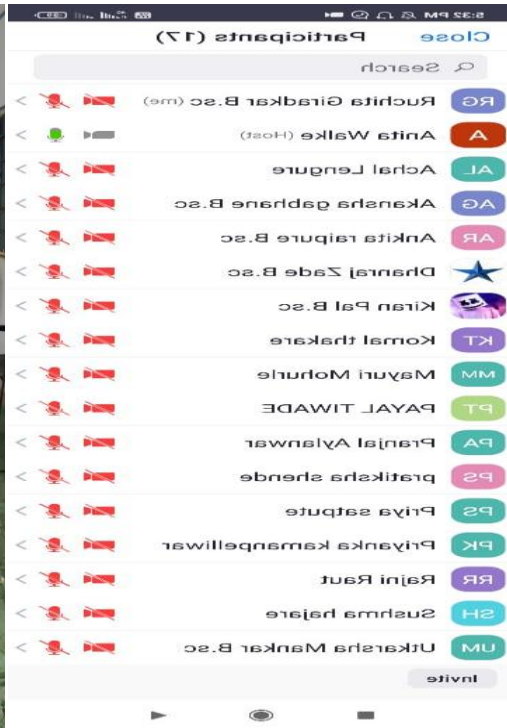 5:32 PM
Close Participants (17)
Search
RG Ruchita Giradkar B.sc (me)
A Anita Walke (Host)
AL Achal Lengure
AG Akansha gabhane B.sc
AR Ankita raipure B.sc
Dhanraj Zade B.sc
Kiran Pal B.sc
KT Komal thakare
MM Mayuri Mohurle
PT PAYAL TIWADE
PA Pranjal Aylanwar
PS pratiksha shende
PS Priya satpute
PK Priyanka kamanpelliwar
RR Rajni Raut
SH Sushma hajare
UM Utkarsha Mankar B.sc
Invite